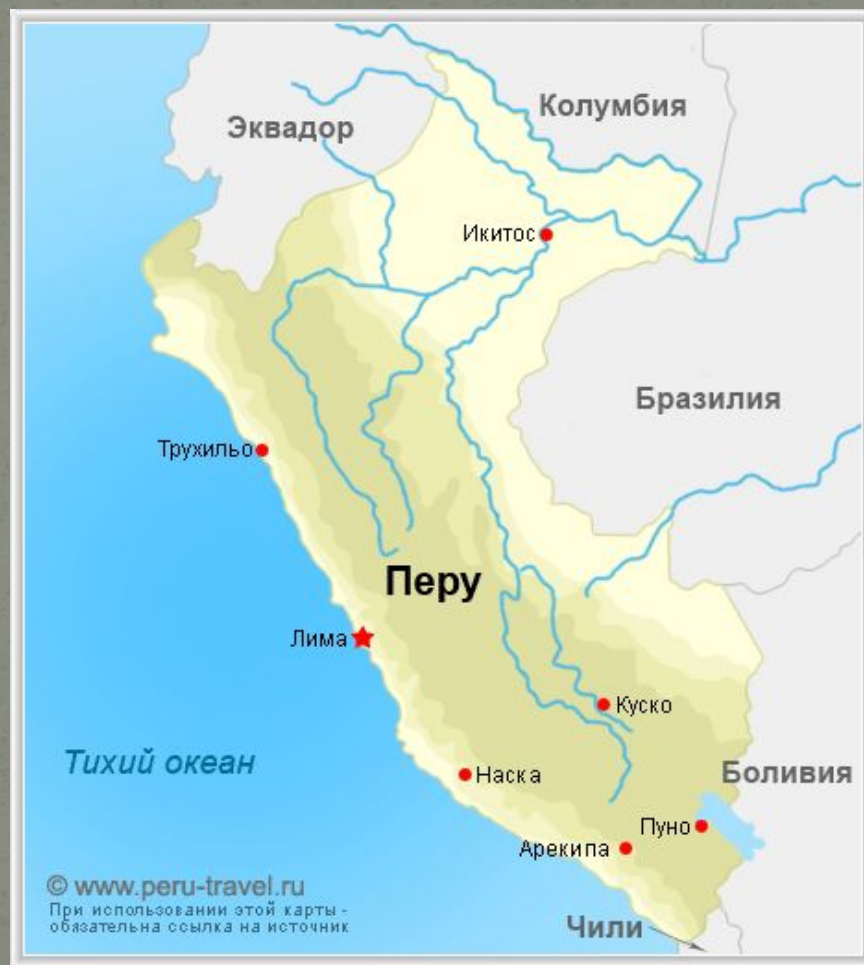 Колумбия
Эквадор
Икитос
Бразилия
Трухильо
Перу
Лима
Куско
Тихий океан
Боливия
Наска
Пуно
Арекипа
© www.peru-travel.ru
При использовании этой карты -
обязательна ссылка на источник
Чили